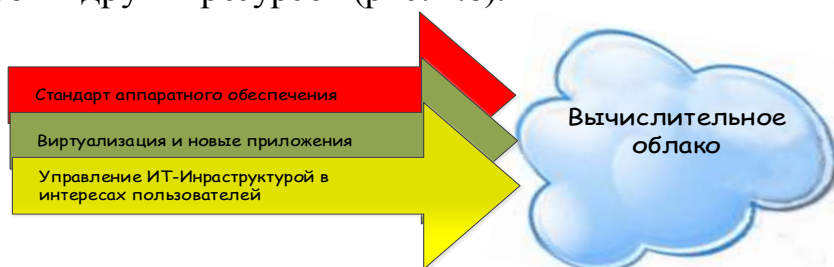 Стандарт аппаратного обеспечения
Виртуализация и новые приложения
Управление ИТ-Инраструктурой в
интересах пользователей
Вычислительное
облако